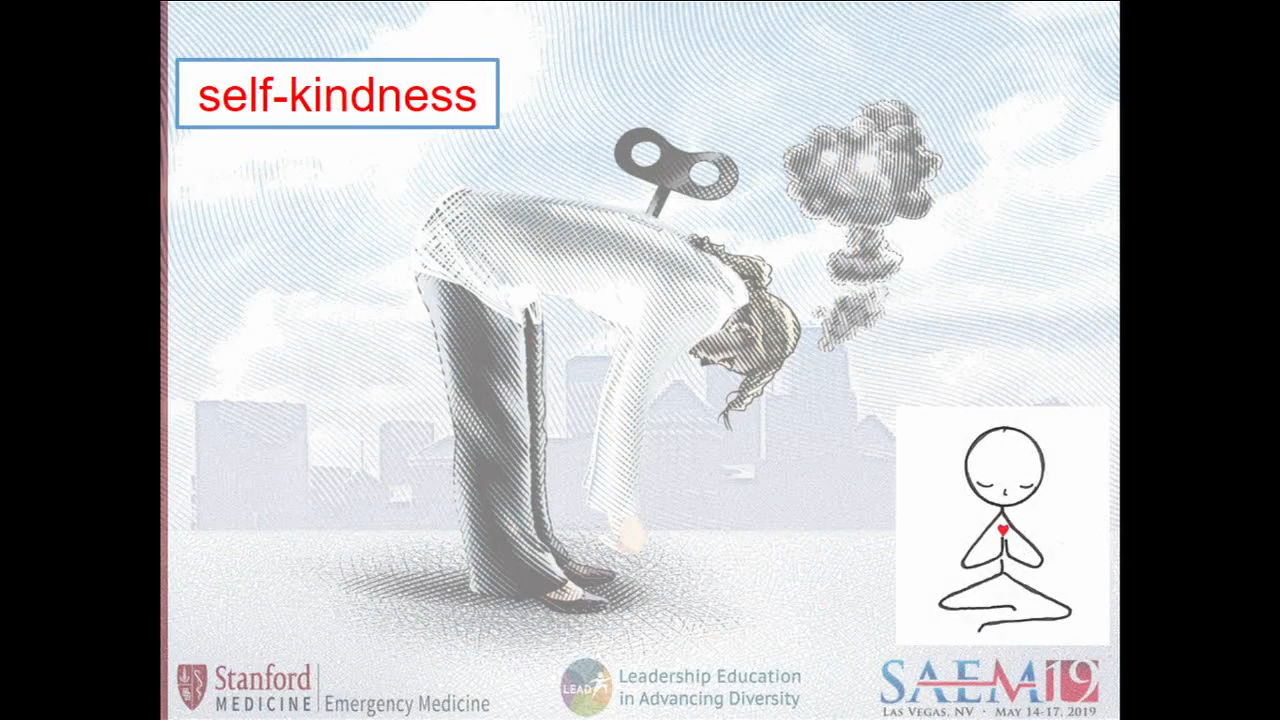 self-kindness
Stanford
MEDICINE
Emergency Medicine
LEAD
Leadership Education
in Advancing Diversity
SAEM19
LAS VEGAS, NV · MAY 14-17, 2019